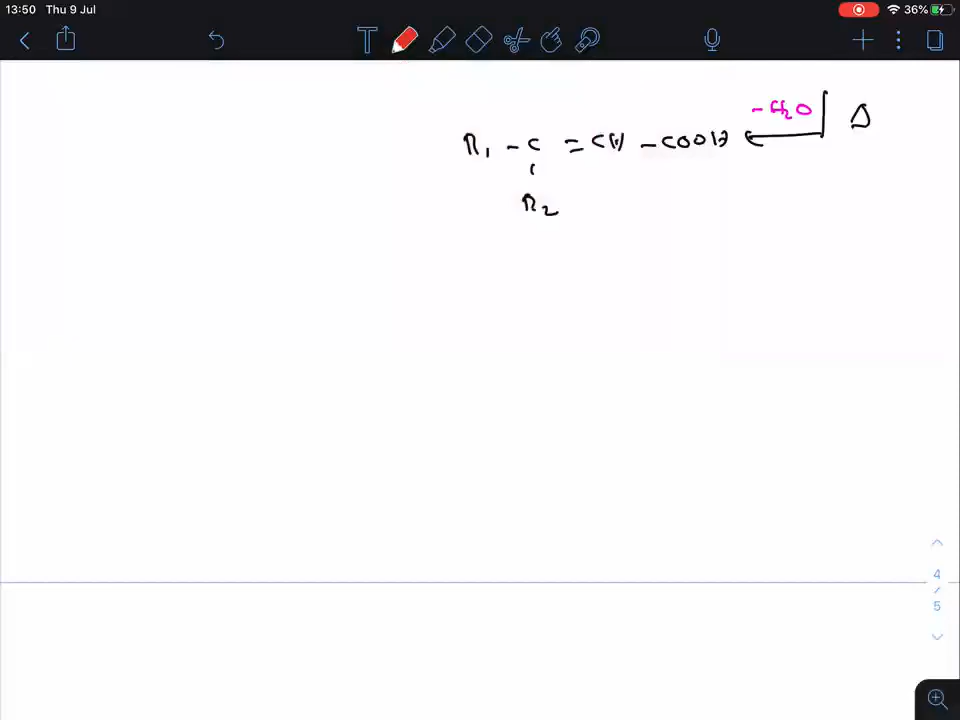 13:50 Thu 9 Jul
36%
-H₂O Δ
R₁ - C = CH - COOH
R₂
T
4
/
5